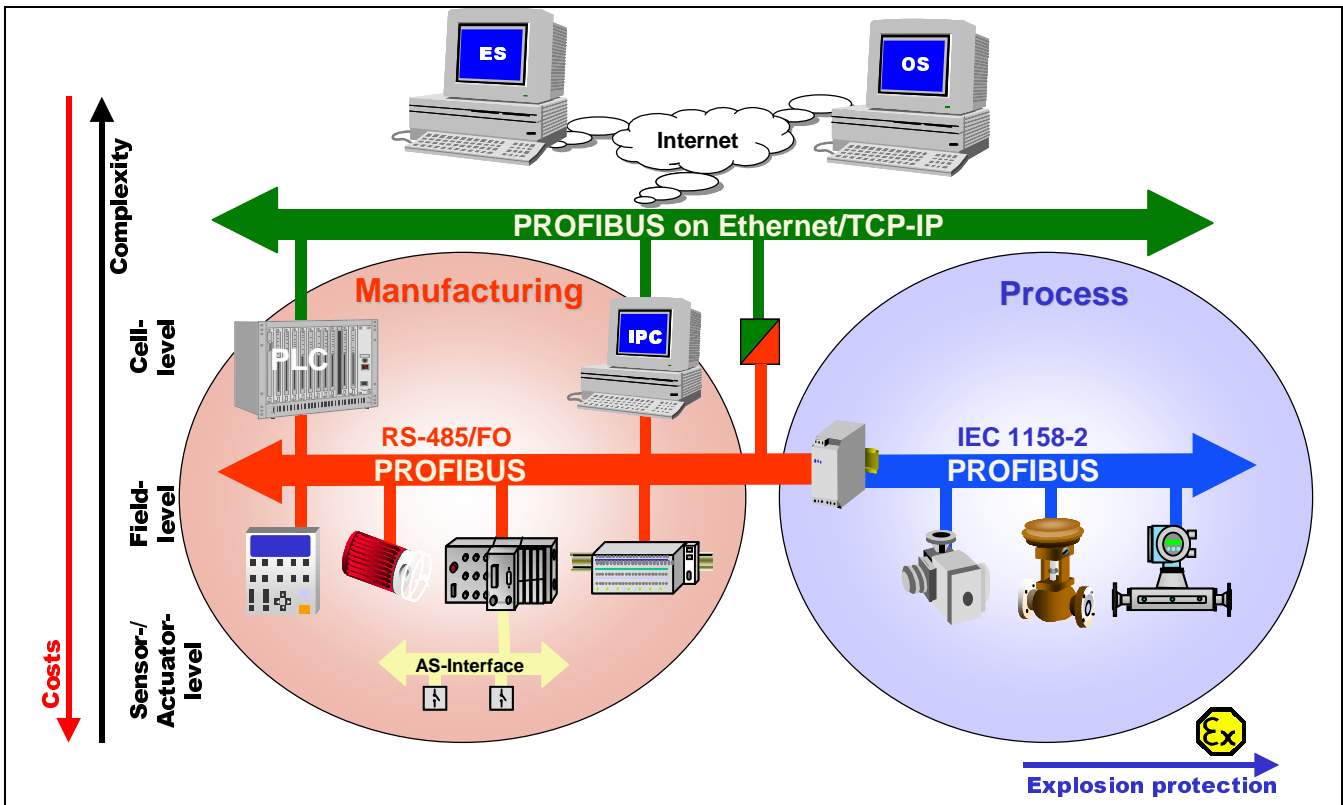 ES
OS
Internet
PROFIBUS on Ethernet/TCP-IP
Complexity
Costs
Manufacturing
Process
Cell-
level
PLC
IPC
RS-485/FO
PROFIBUS
IEC 1158-2
PROFIBUS
Field-
level
Sensor-/
Actuator-
level
AS-Interface
Ex
Explosion protection